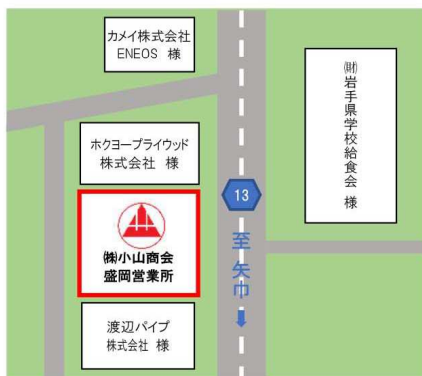 カメイ株式会社
ENEOS 様
ホクヨープライウッド
株式会社 様
㈶岩手県学校給食会 様
13
至 矢巾
㈱小山商会
盛岡営業所
渡辺パイプ
株式会社 様